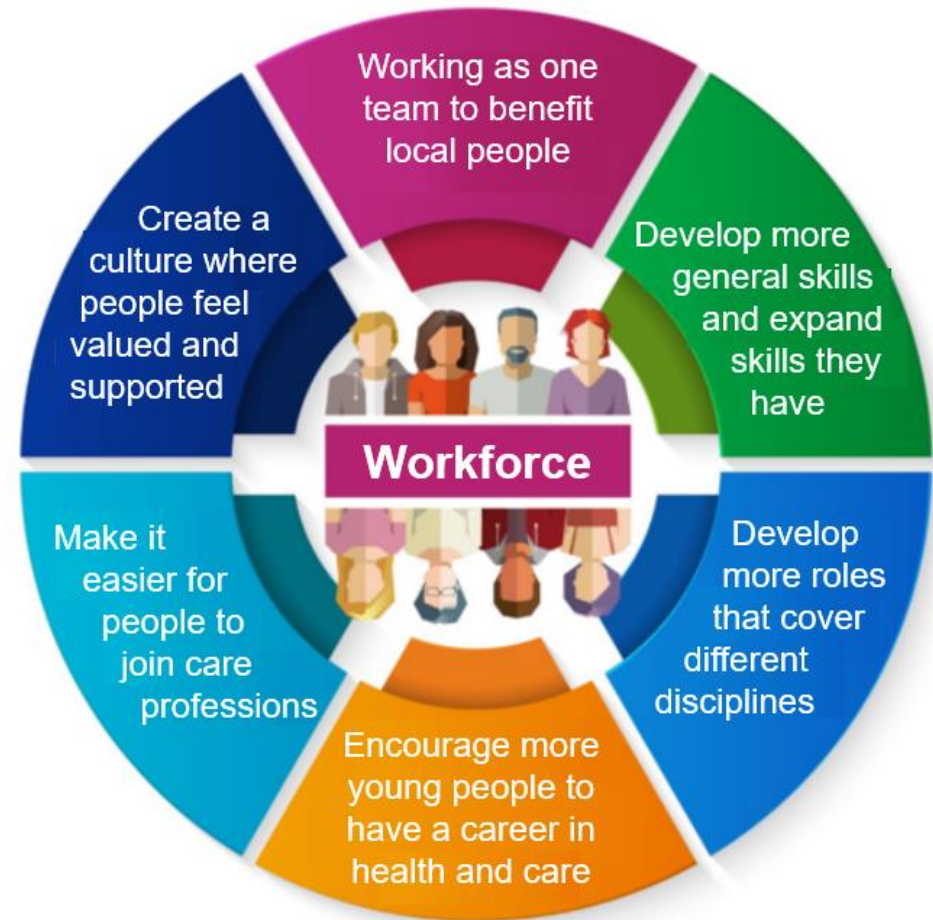 Working as one
team to benefit
local people
Develop more
general skills
and expand
skills they
have
Develop
more roles
that cover
different
disciplines
Encourage more
young people to
have a career in
health and care
Make it
easier for
people to
join care
professions
Create a
culture where
people feel
valued and
supported
Workforce